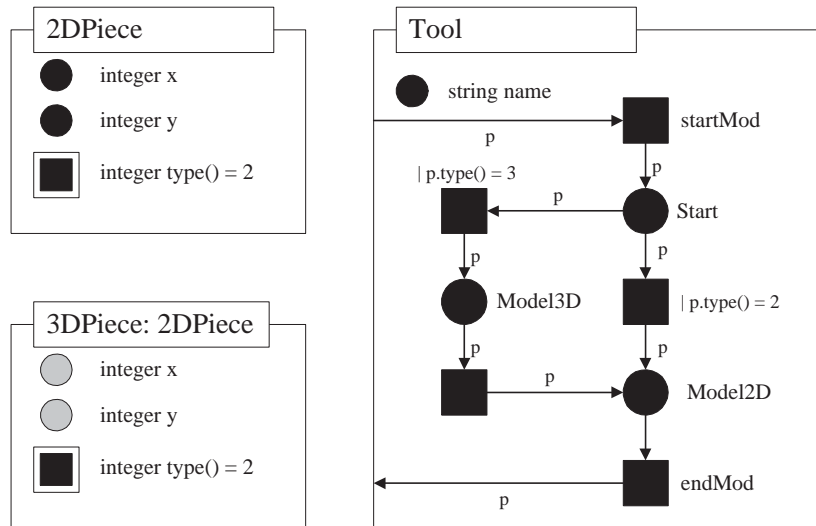 2DPiece
integer x
integer y
integer type() = 2
3DPiece: 2DPiece
integer x
integer y
integer type() = 2
Tool
string name
p
startMod
p
| p.type() = 3
p
Start
p
p
Model3D
| p.type() = 2
p
p
p
Model2D
p
endMod